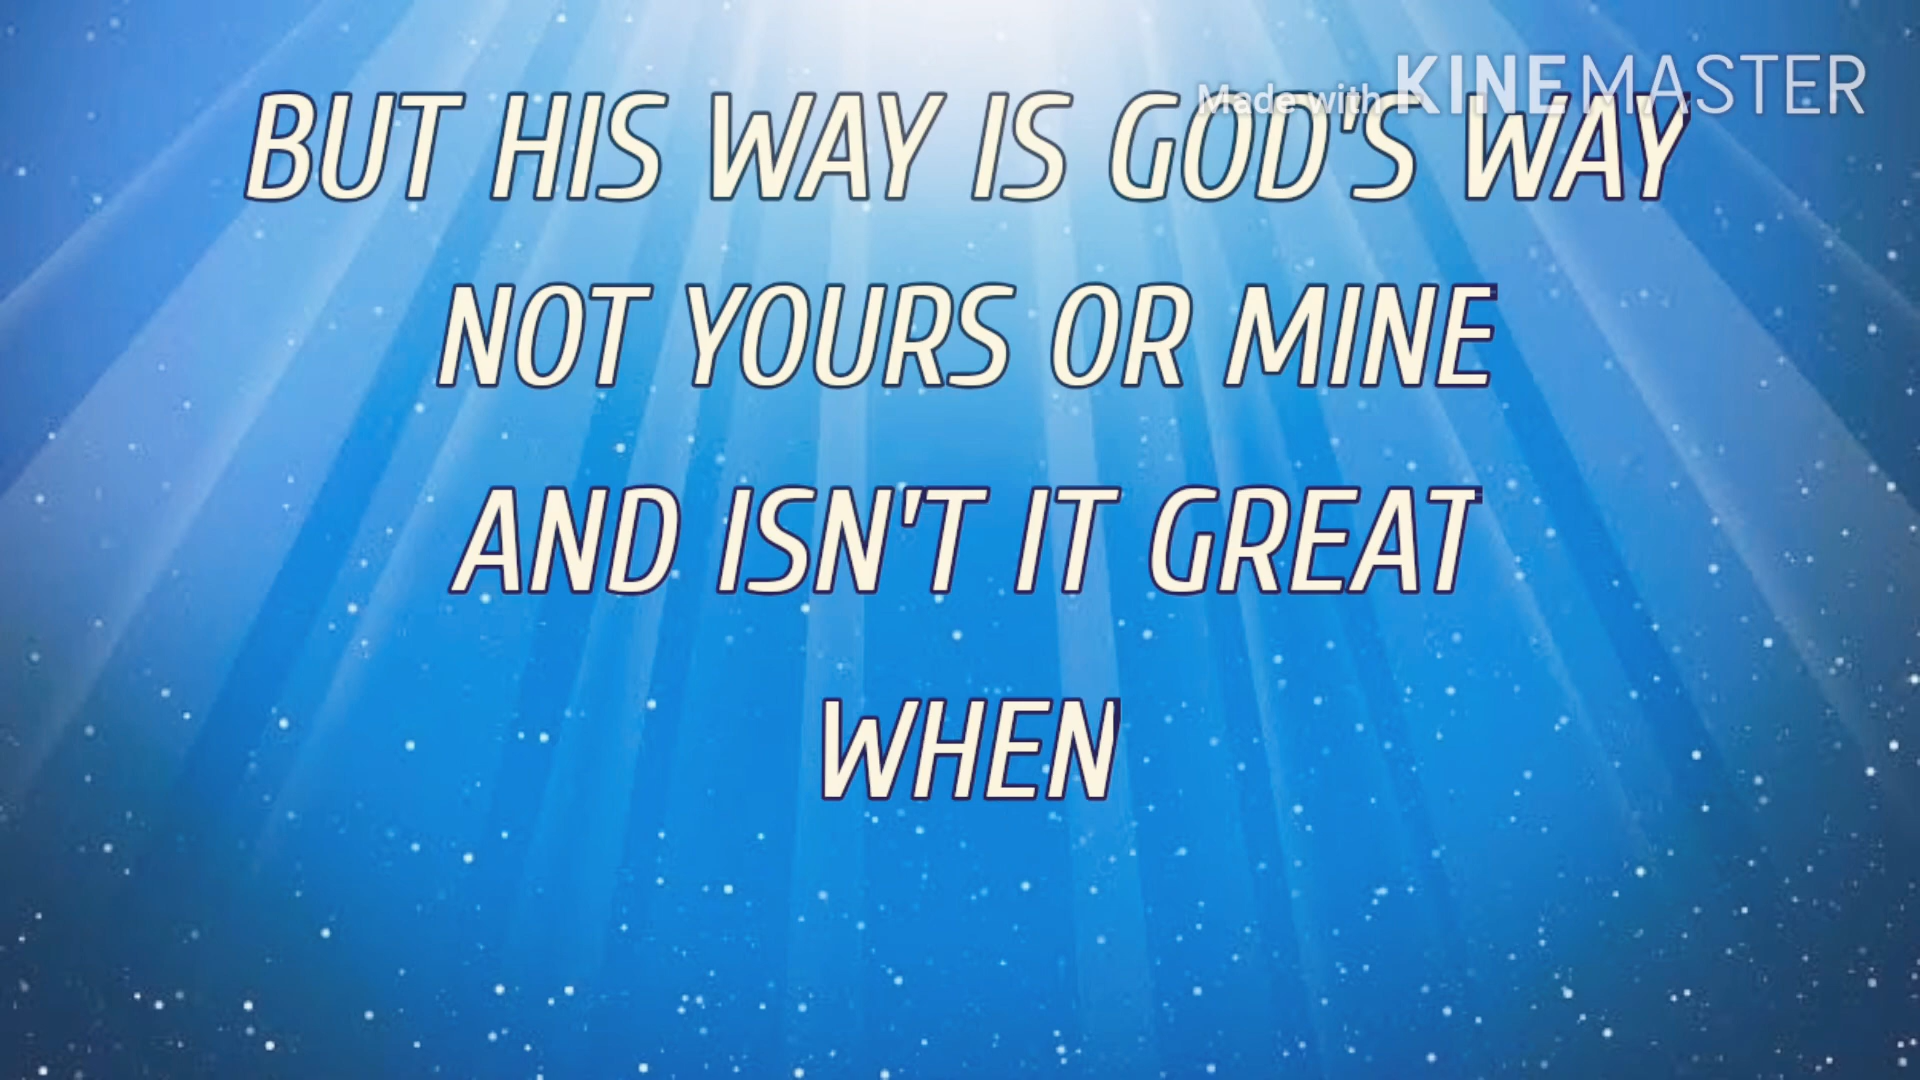 Made with KINEMASTER
BUT HIS WAY IS GOD'S WAY
NOT YOURS OR MINE
AND ISN'T IT GREAT
WHEN